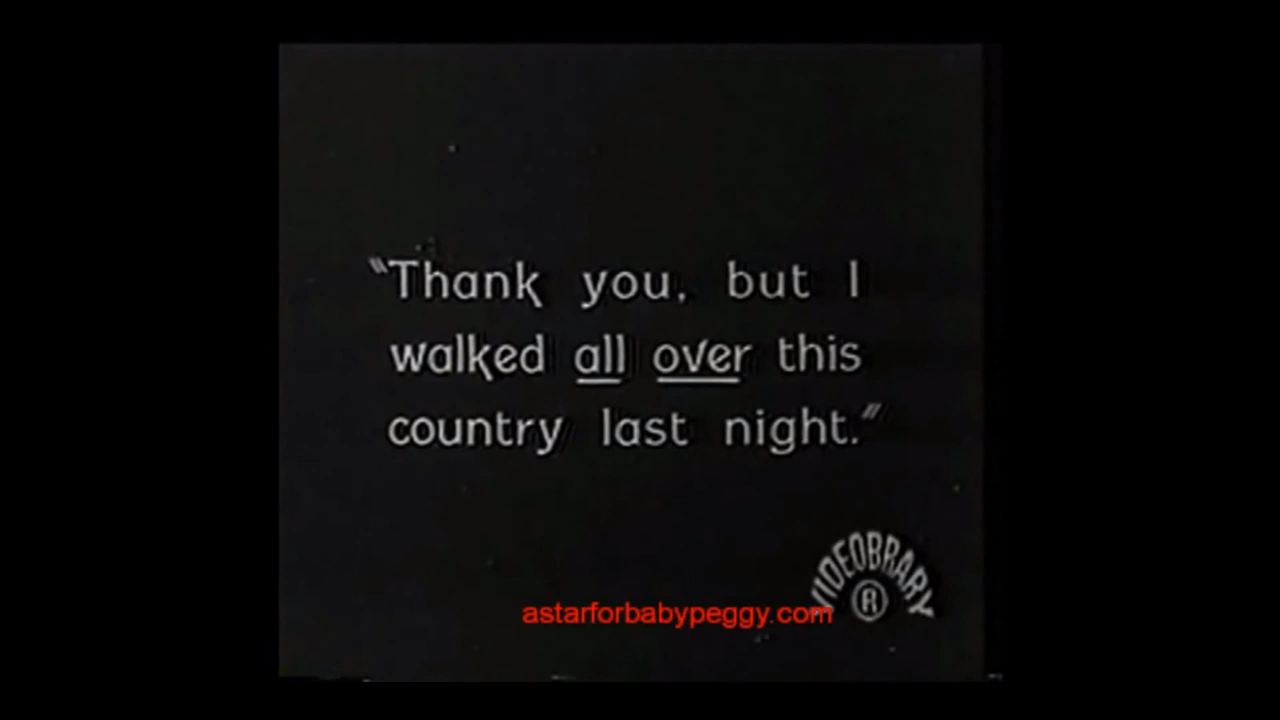 "Thank you, but I
walked all over this
country last night."
VIDEOBRARY
R
astarforbabypeggy.com